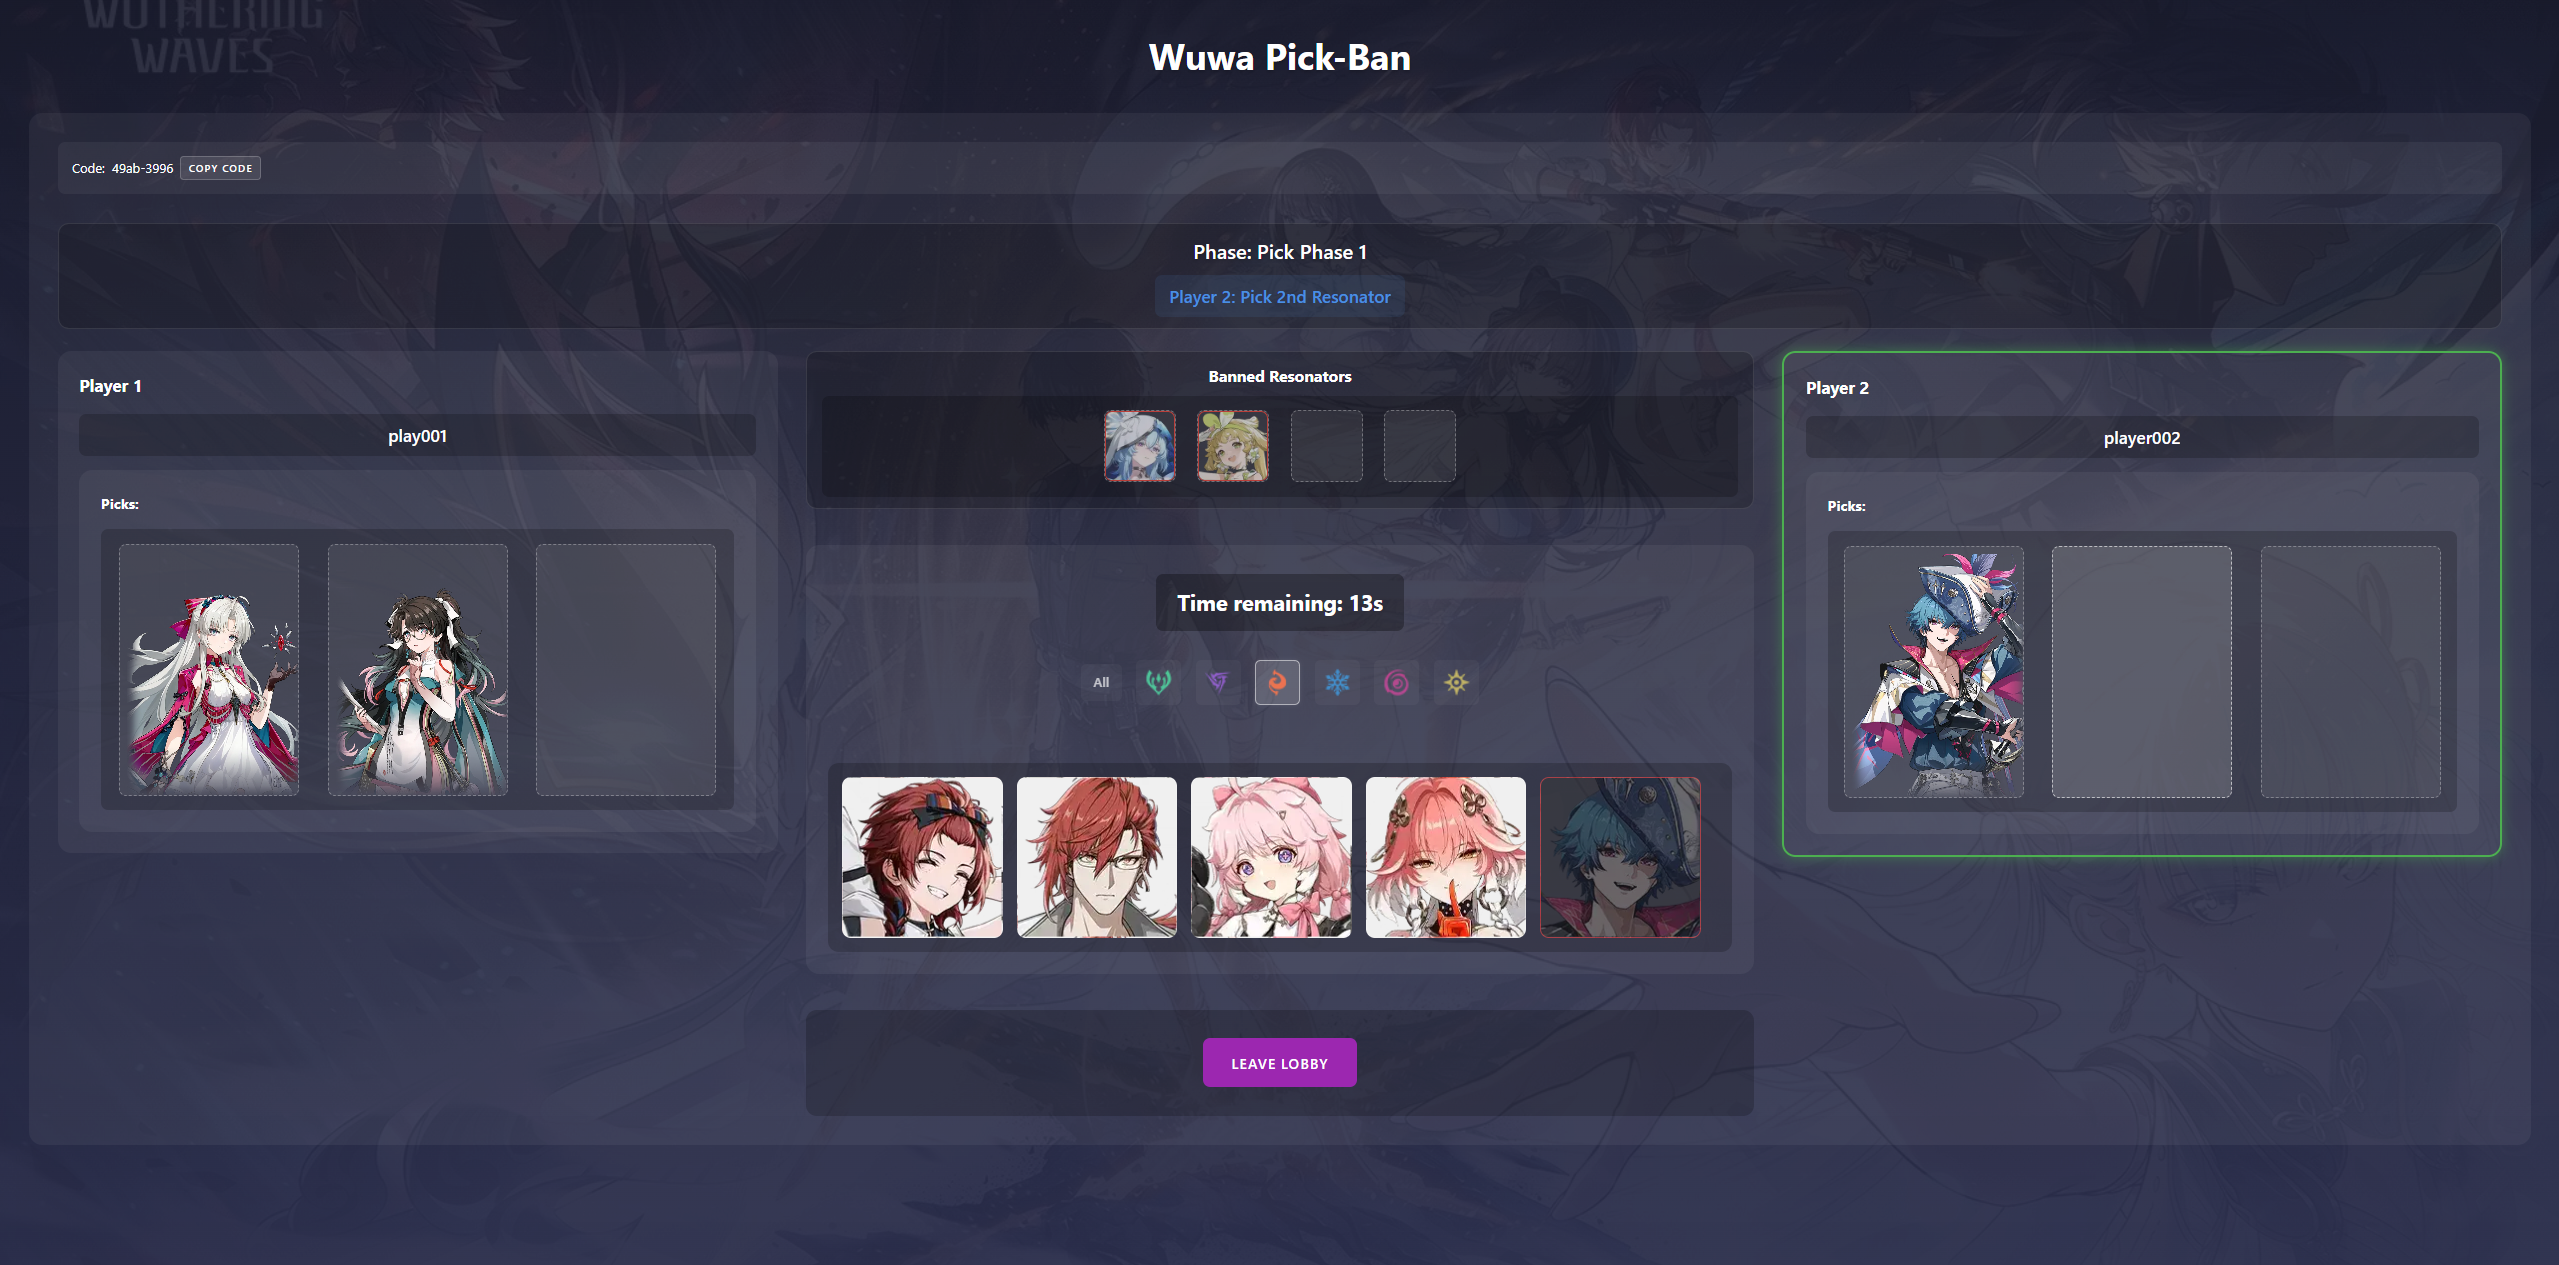 WUTHERING
WAVES
Wuwa Pick-Ban
Code: 49ab-3996 COPY CODE
Phase: Pick Phase 1
Player 2: Pick 2nd Resonator
Player 1
play001
Picks:
Banned Resonators
Time remaining: 13s
All
LEAVE LOBBY
Player 2
player002
Picks: